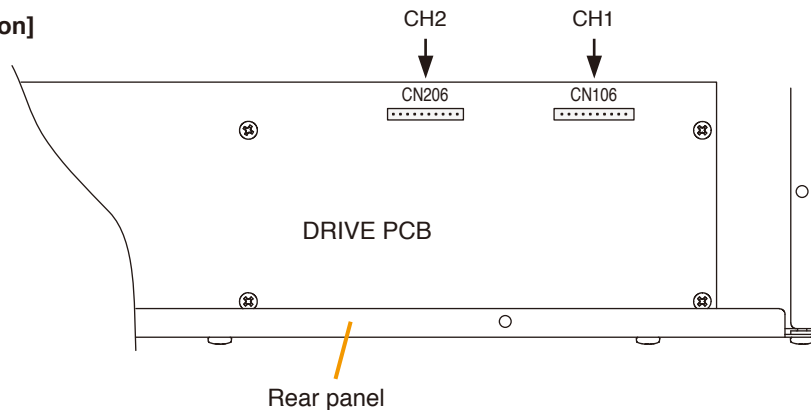 on]
CH2
CH1
CN206
CN106
DRIVE PCB
Rear panel